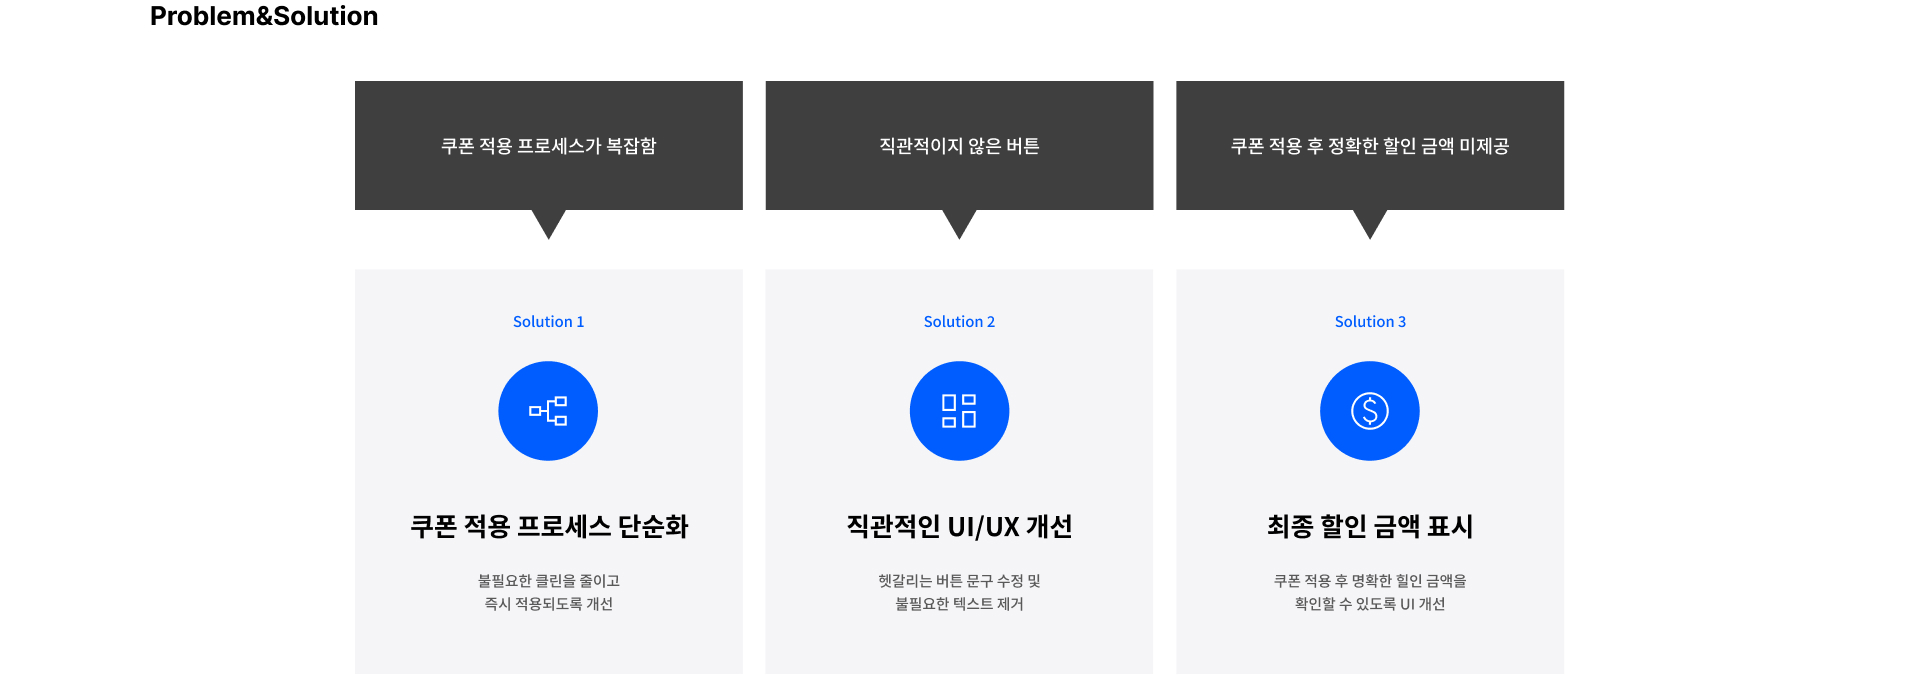 Problem&Solution
쿠폰 적용 프로세스가 복잡함
직관적이지 않은 버튼
쿠폰 적용 후 정확한 할인 금액 미제공
Solution 1
쿠폰 적용 프로세스 단순화
불필요한 클린을 줄이고
즉시 적용되도록 개선
Solution 2
직관적인 UI/UX 개선
헷갈리는 버튼 문구 수정 및
불필요한 텍스트 제거
Solution 3
최종 할인 금액 표시
쿠폰 적용 후 명확한 힐인 금액을
확인할 수 있도록 UI 개선